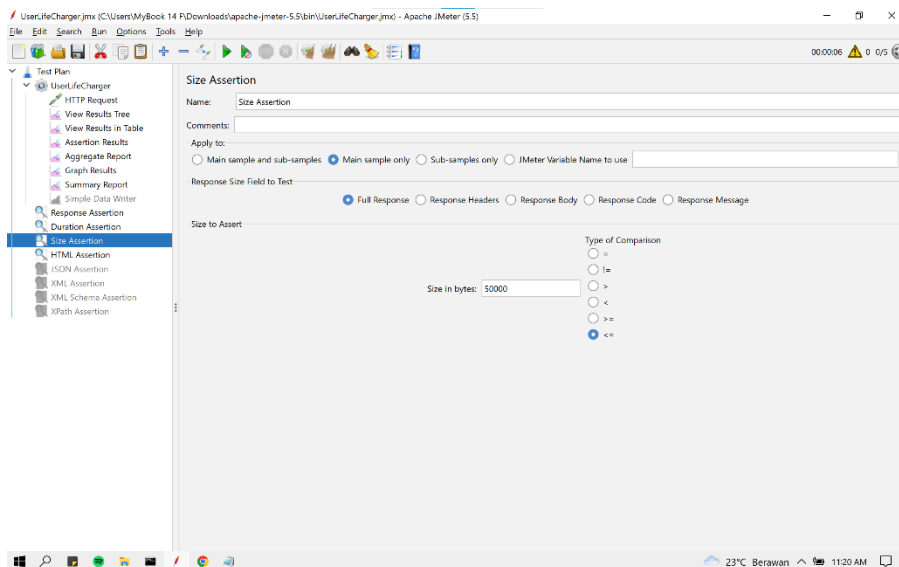 UserLifeCharger.jmx (C:\Users\MyBook 14 F\Downloads\apache-jmeter-5.5\bin\UserLifeCharger.jmx) - Apache JMeter (5.5)
File Edit Search Run Options Tools Help
00:00:06 0 0/5
Test Plan
UserLifeCharger
HTTP Request
View Results Tree
View Results in Table
Assertion Results
Aggregate Report
Graph Results
Summary Report
Simple Data Writer
Response Assertion
Duration Assertion
Size Assertion
HTML Assertion
JSON Assertion
XML Assertion
XML Schema Assertion
XPath Assertion
Size Assertion
Name: Size Assertion
Comments:
Apply to:
Main sample and sub-samples Main sample only Sub-samples only JMeter Variable Name to use
Response Size Field to Test
Full Response Response Headers Response Body Response Code Response Message
Size to Assert
Type of Comparison
=
!=
>
Size in bytes: 50000
<
>=
<=
23°C Berawan 11:20 AM